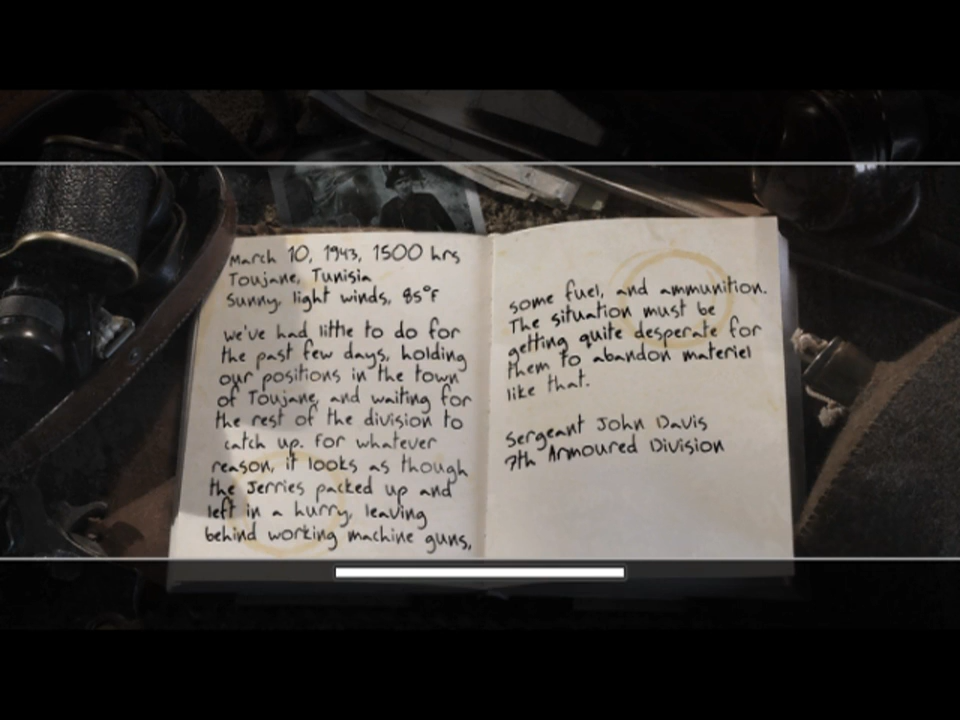 March 10, 1943, 1500 hrs
Toujane, Tunisia
Sunny, light winds, 85°F
we've had little to do for
the past few days, holding
our positions in the town
of Toujane, and waiting for
the rest of the division to
catch up. for whatever
reason, it looks as though
the Jerries packed up and
left in a hurry, leaving
behind working machine guns,
some fuel, and ammunition.
The situation must be
getting quite desperate for
them to abandon materiel
like that.
Sergeant John Davis
7th Armoured Division